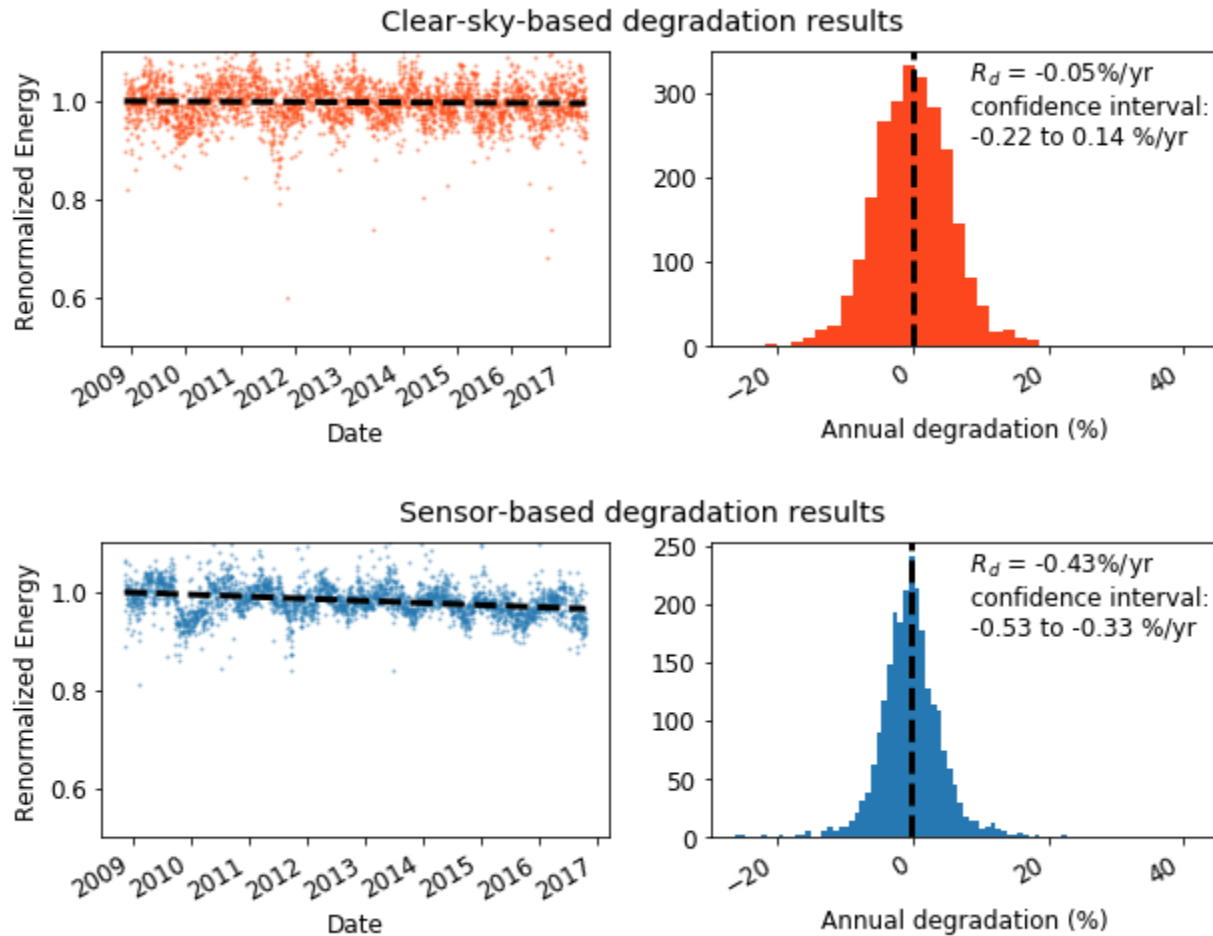 Clear-sky-based degradation results
Renormalized Energy
1.0
0.8
0.6
2009 2010 2011 2012 2013 2014 2015 2016 2017
Date
300
200
100
0
−20 0 20 40
Annual degradation (%)
R_d = -0.05%/yr
confidence interval:
-0.22 to 0.14 %/yr
Sensor-based degradation results
Renormalized Energy
1.0
0.8
0.6
2009 2010 2011 2012 2013 2014 2015 2016 2017
Date
250
200
150
100
50
0
−20 0 20 40
Annual degradation (%)
R_d = -0.43%/yr
confidence interval:
-0.53 to -0.33 %/yr